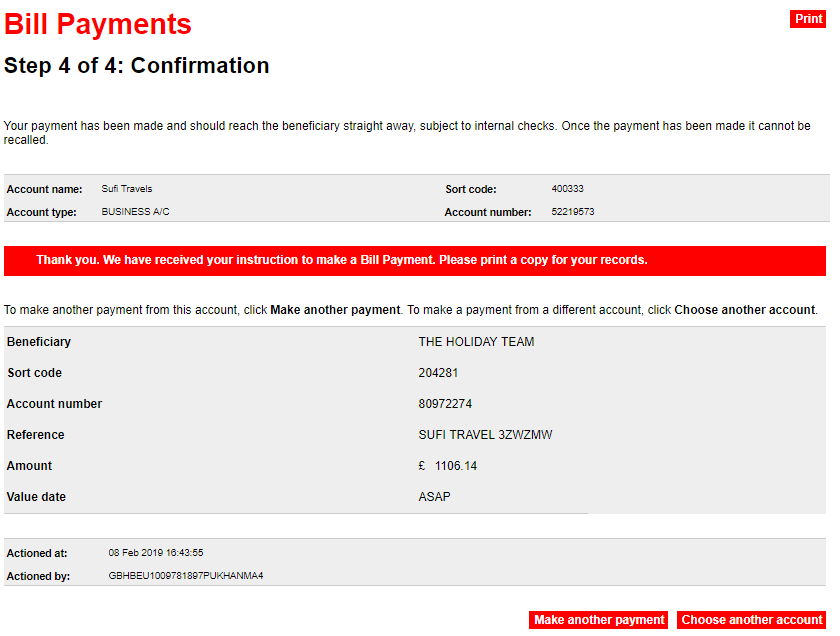 Bill Payments
Print
Step 4 of 4: Confirmation
Your payment has been made and should reach the beneficiary straight away, subject to internal checks. Once the payment has been made it cannot be
recalled.
Account name: Sufi Travels Sort code: 400333
Account type: BUSINESS A/C Account number: 52219573
Thank you. We have received your instruction to make a Bill Payment. Please print a copy for your records.
To make another payment from this account, click Make another payment. To make a payment from a different account, click Choose another account.
Beneficiary THE HOLIDAY TEAM
Sort code 204281
Account number 80972274
Reference SUFI TRAVEL 3ZWZMW
Amount £ 1106.14
Value date ASAP
Actioned at: 08 Feb 2019 16:43:55
Actioned by: GBHBEU1009781897PUKHANMA4
Make another payment Choose another account